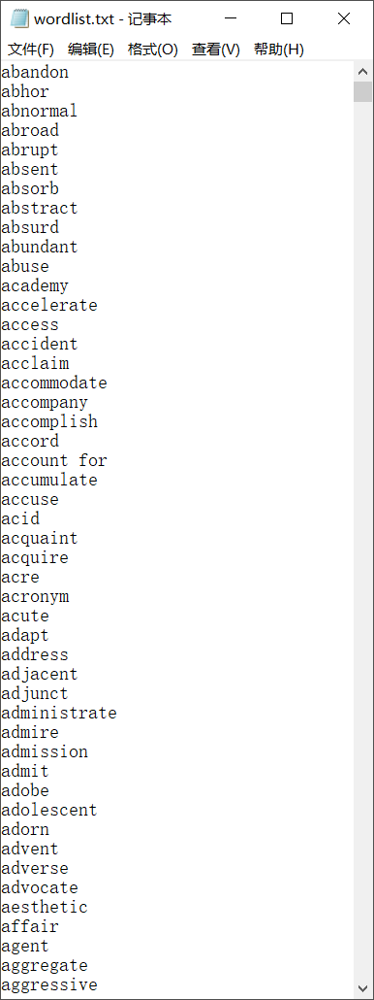 wordlist.txt - 记事本
文件(F) 编辑(E) 格式(O) 查看(V) 帮助(H)
abandon
abhor
abnormal
abroad
abrupt
absent
absorb
abstract
absurd
abundant
abuse
academy
accelerate
access
accident
acclaim
accommodate
accompany
accomplish
accord
account for
accumulate
accuse
acid
acquaint
acquire
acre
acronym
acute
adapt
address
adjacent
adjunct
administrate
admire
admission
admit
adobe
adolescent
adorn
advent
adverse
advocate
aesthetic
affair
agent
aggregate
aggressive